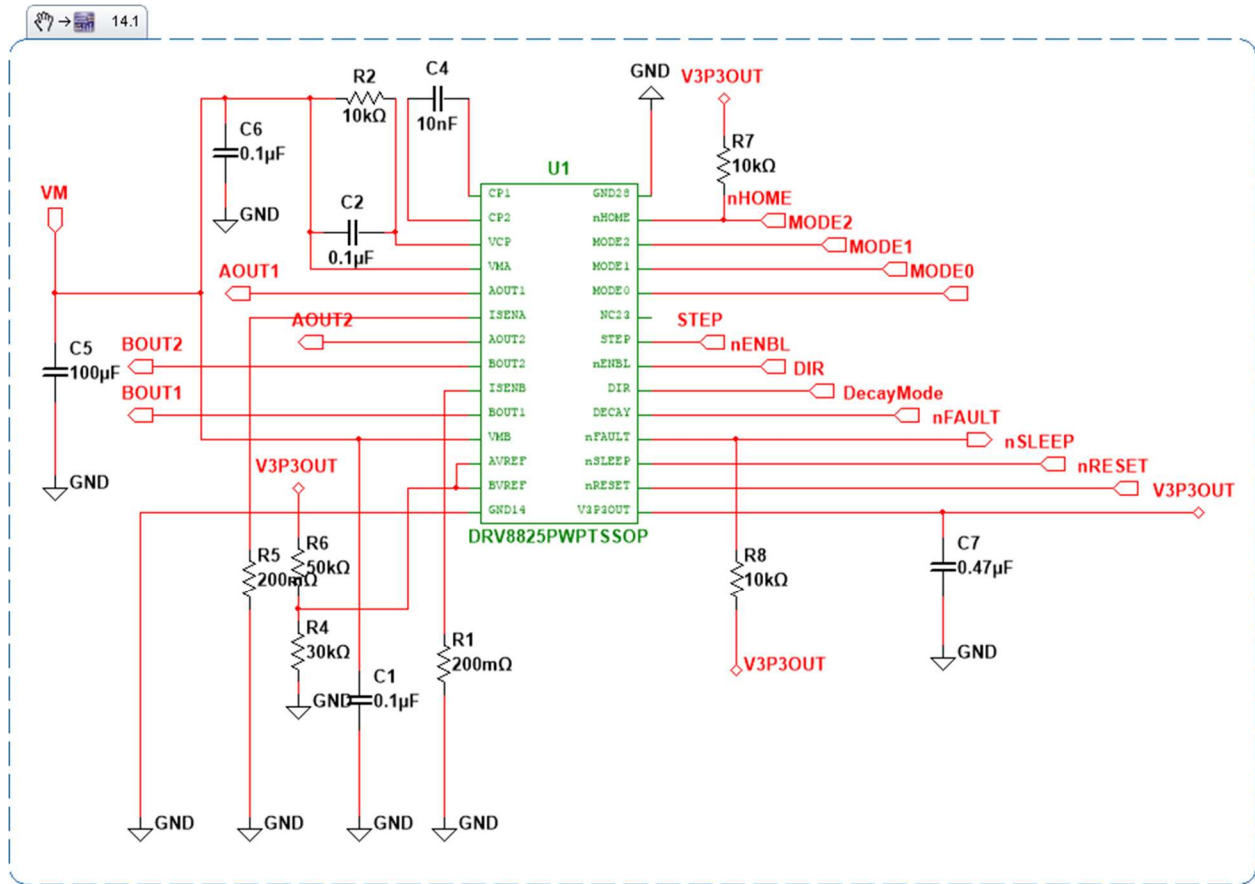 14.1
VM
C5
100µF
GND
C6
0.1µF
GND
R2
10kΩ
C2
0.1µF
C4
10nF
AOUT1
AOUT2
BOUT2
BOUT1
V3P3OUT
R6
50kΩ
R5
200mΩ
R4
30kΩ
GND
C1
0.1µF
R1
200mΩ
GND
GND
GND
GND
U1
CP1
CP2
VCP
VMA
AOUT1
ISENA
AOUT2
BOUT2
ISENB
BOUT1
VMB
AVREF
BVREF
GND14
GND28
nHOME
MODE2
MODE1
MODE0
NC23
STEP
nENBL
DIR
DECAY
nFAULT
nSLEEP
nRESET
V3P3OUT
DRV8825PWPTSSOP
GND
V3P3OUT
R7
10kΩ
nHOME
MODE2
MODE1
MODE0
STEP
nENBL
DIR
DecayMode
nFAULT
nSLEEP
nRESET
V3P3OUT
R8
10kΩ
V3P3OUT
C7
0.47µF
GND